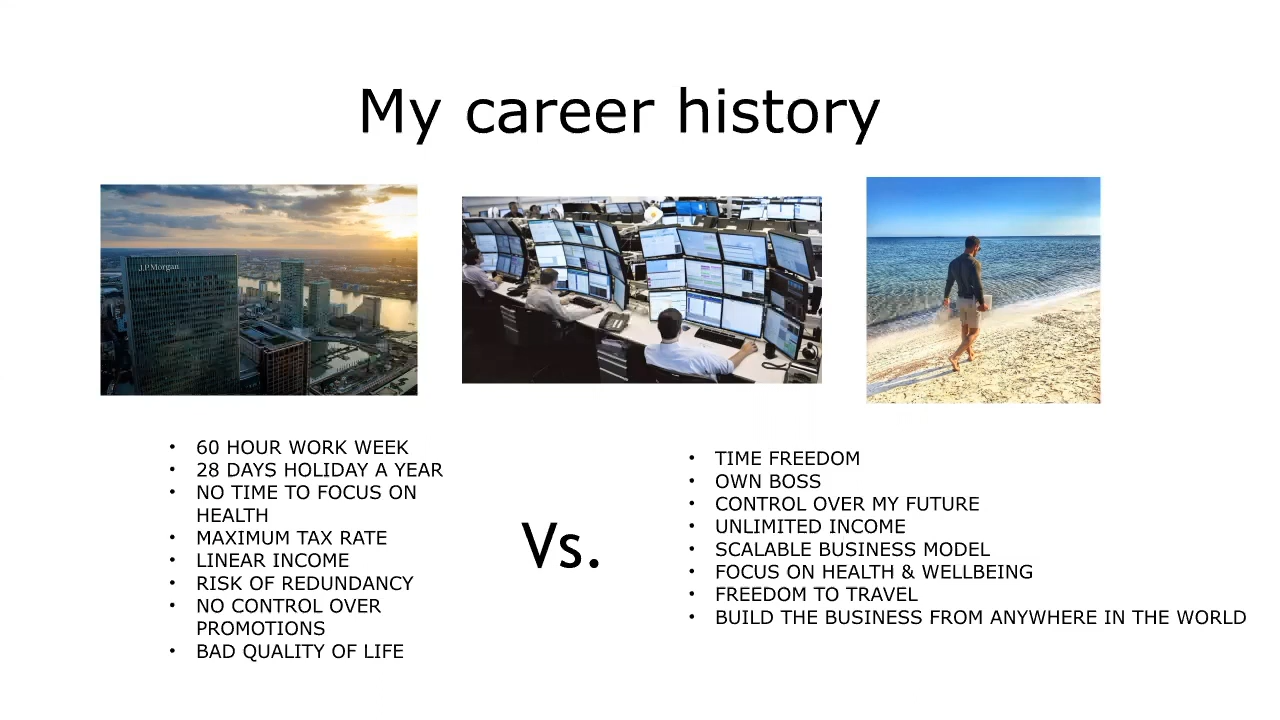 My career history
J.P.Morgan
• 60 HOUR WORK WEEK
• 28 DAYS HOLIDAY A YEAR
• NO TIME TO FOCUS ON
HEALTH
• MAXIMUM TAX RATE
• LINEAR INCOME
• RISK OF REDUNDANCY
• NO CONTROL OVER
PROMOTIONS
• BAD QUALITY OF LIFE
Vs.
• TIME FREEDOM
• OWN BOSS
• CONTROL OVER MY FUTURE
• UNLIMITED INCOME
• SCALABLE BUSINESS MODEL
• FOCUS ON HEALTH & WELLBEING
• FREEDOM TO TRAVEL
• BUILD THE BUSINESS FROM ANYWHERE IN THE WORLD